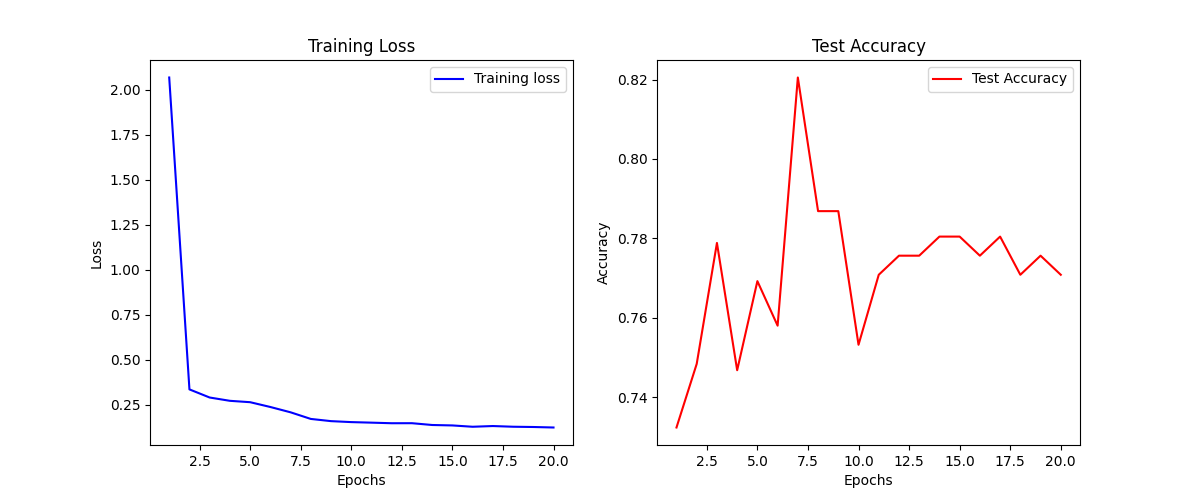 Training Loss
Training loss
2.00
1.75
1.50
1.25
1.00
0.75
0.50
0.25
Loss
2.5 5.0 7.5 10.0 12.5 15.0 17.5 20.0
Epochs
Test Accuracy
Test Accuracy
0.82
0.80
0.78
0.76
0.74
Accuracy
2.5 5.0 7.5 10.0 12.5 15.0 17.5 20.0
Epochs